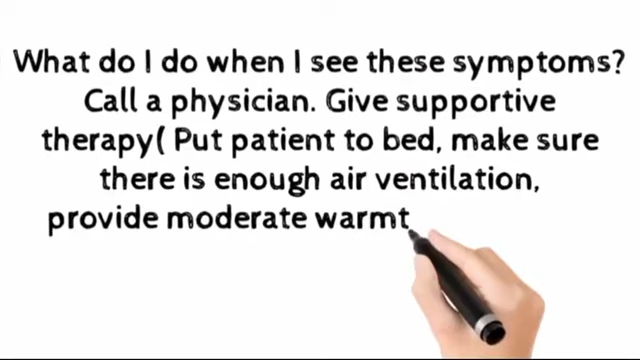 What do I do when I see these symptoms?
Call a physician. Give supportive
therapy( Put patient to bed, make sure
there is enough air ventilation,
provide moderate warmt